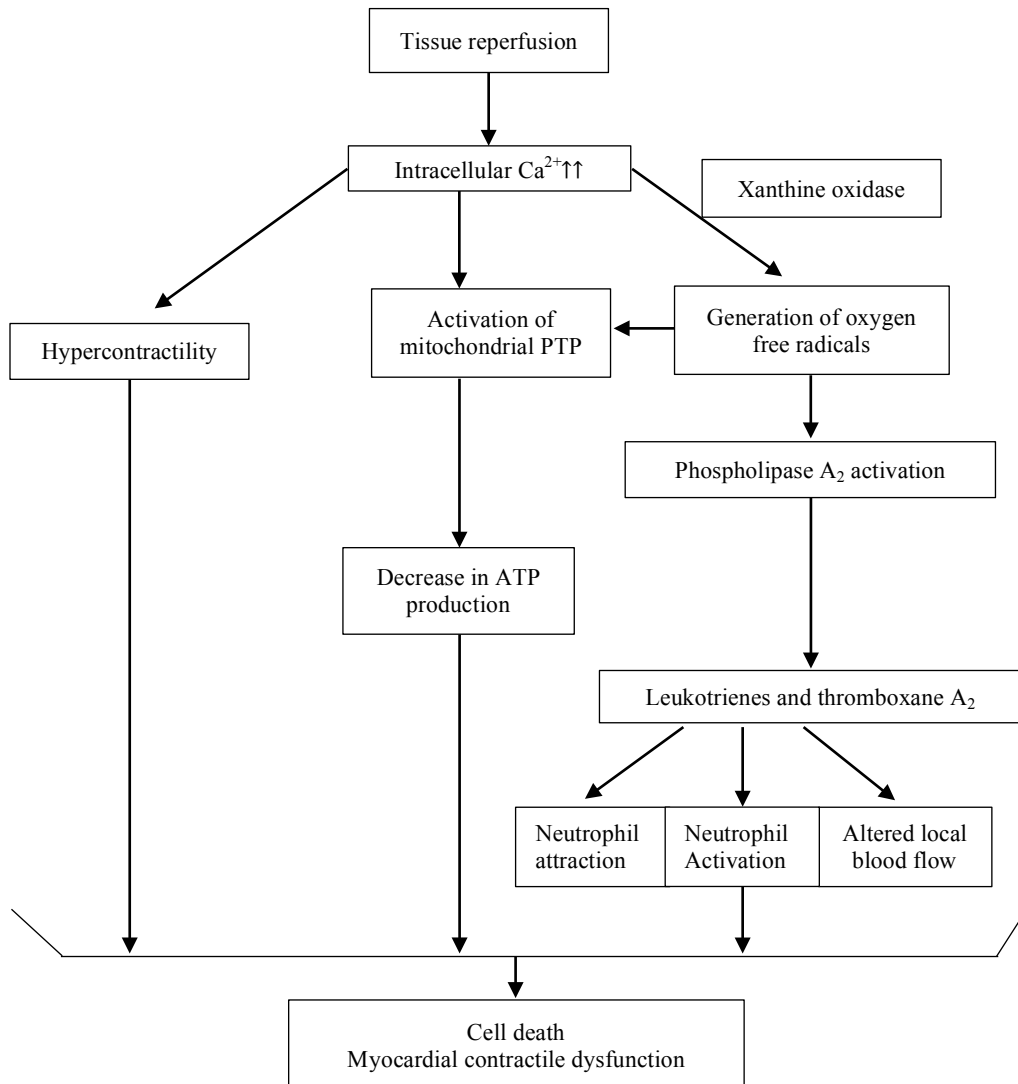 Tissue reperfusion
Intracellular Ca²⁺↑↑
Xanthine oxidase
Hypercontractility
Activation of
mitochondrial PTP
Generation of oxygen
free radicals
Phospholipase A₂ activation
Decrease in ATP
production
Leukotrienes and thromboxane A₂
Neutrophil
attraction
Neutrophil
Activation
Altered local
blood flow
Cell death
Myocardial contractile dysfunction